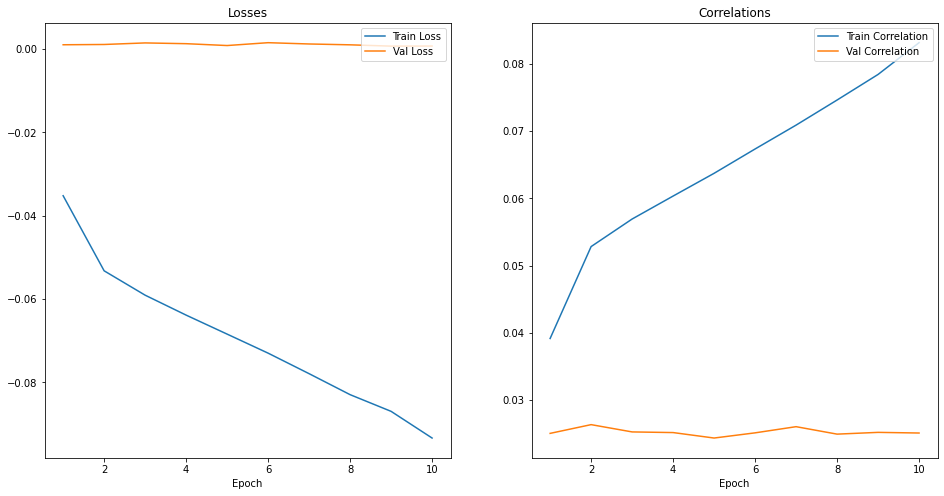 Losses
Train Loss
Val Loss
0.00
−0.02
−0.04
−0.06
−0.08
2
4
6
8
10
Epoch
Correlations
Train Correlation
Val Correlation
0.08
0.07
0.06
0.05
0.04
0.03
2
4
6
8
10
Epoch